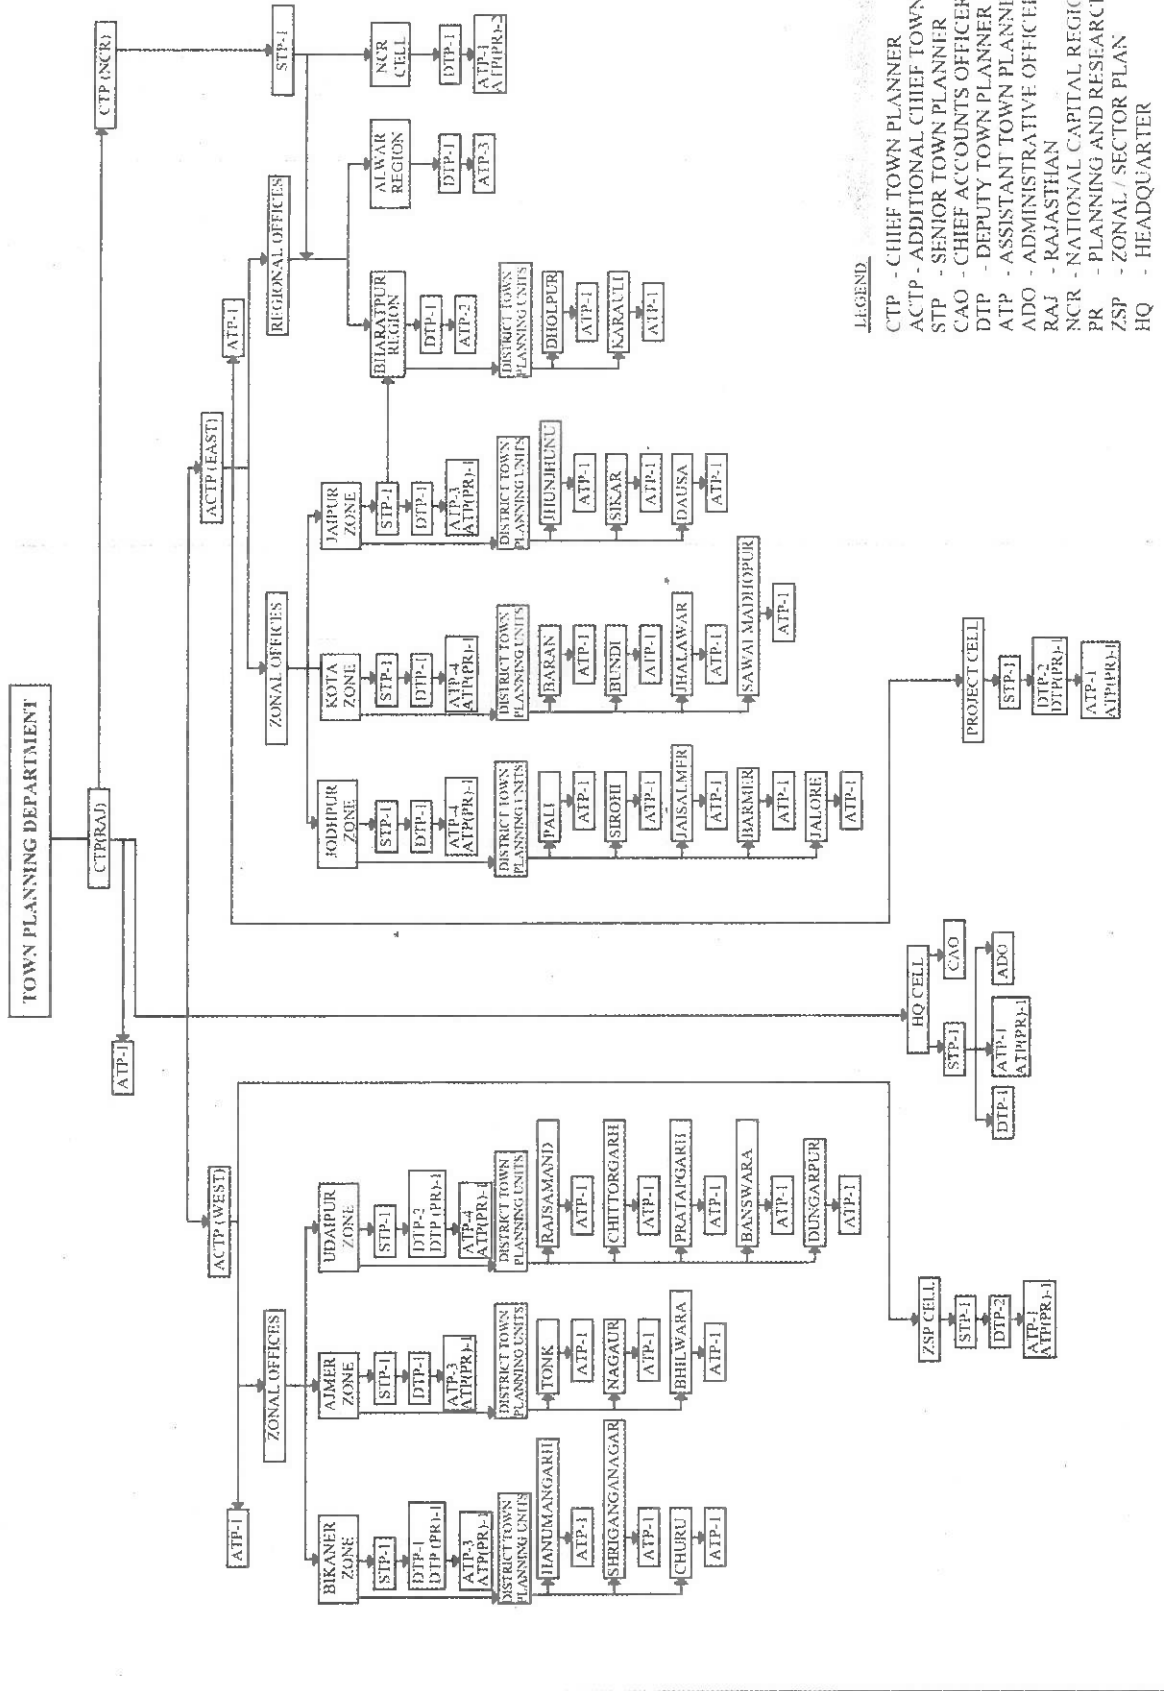 TOWN PLANNING DEPARTMENT
CTP(RAJ)
CTP (NCR)
ATP-1
ACTP (WEST)
ACTP (EAST)
STP-1
ATP-1
ATP-1
ZONAL OFFICES
ZONAL OFFICES
REGIONAL OFFICES
BIKANER
ZONE
STP-1
DTP-1
DTP (PR)-1
ATP-3
ATP(PR)-1
DISTRICT TOWN
PLANNING UNITS
HANUMANGARH
ATP-1
SHRIGANGANAGAR
ATP-1
CHURU
ATP-1
AJMER
ZONE
STP-1
DTP-1
ATP-3
ATP(PR)-1
DISTRICT TOWN
PLANNING UNITS
TONK
ATP-1
NAGAUR
ATP-1
BHILWARA
ATP-1
UDAIPUR
ZONE
STP-1
DTP-2
DTP (PR)-1
ATP-4
ATP(PR)-1
DISTRICT TOWN
PLANNING UNITS
RAJSAMAND
ATP-1
CHITTORGARH
ATP-1
PRATAPGARH
ATP-1
BANSWARA
ATP-1
DUNGARPUR
ATP-1
JODHPUR
ZONE
STP-1
DTP-1
ATP-4
ATP(PR)-1
DISTRICT TOWN
PLANNING UNITS
PALI
ATP-1
SIROHI
ATP-1
JAISALMER
ATP-1
BARMER
ATP-1
JALORE
ATP-1
KOTA
ZONE
STP-1
DTP-1
ATP-4
ATP(PR)-1
DISTRICT TOWN
PLANNING UNITS
BARAN
ATP-1
BUNDI
ATP-1
JHALAWAR
ATP-1
SAWAI MADHOPUR
ATP-1
JAIPUR
ZONE
STP-1
DTP-1
ATP-3
ATP(PR)-1
DISTRICT TOWN
PLANNING UNITS
JHUNJHUNU
ATP-1
SIKAR
ATP-1
DAUSA
ATP-1
BHARATPUR
REGION
DTP-1
ATP-2
DISTRICT TOWN
PLANNING UNITS
DHOLPUR
ATP-1
KARAULI
ATP-1
ALWAR
REGION
DTP-1
ATP-3
NCR
CELL
DTP-1
ATP-1
ATP(PR)-2
ZSP CELL
STP-1
DTP-2
ATP-1
ATP(PR)-1
HQ CELL
STP-1
CAO
DTP-1
ATP-1
ATP(PR)-1
ADO
PROJECT CELL
STP-1
DTP-2
DTP(PR)-1
ATP-1
ATP(PR)-1
LEGEND
CTP - CHIEF TOWN PLANNER
ACTP - ADDITIONAL CHIEF TOWN
STP - SENIOR TOWN PLANNER
CAO - CHIEF ACCOUNTS OFFICER
DTP - DEPUTY TOWN PLANNER
ATP - ASSISTANT TOWN PLANNE
ADO - ADMINISTRATIVE OFFICER
RAJ - RAJASTHAN
NCR - NATIONAL CAPITAL REGIO
PR - PLANNING AND RESEARCH
ZSP - ZONAL / SECTOR PLAN
HQ - HEADQUARTER